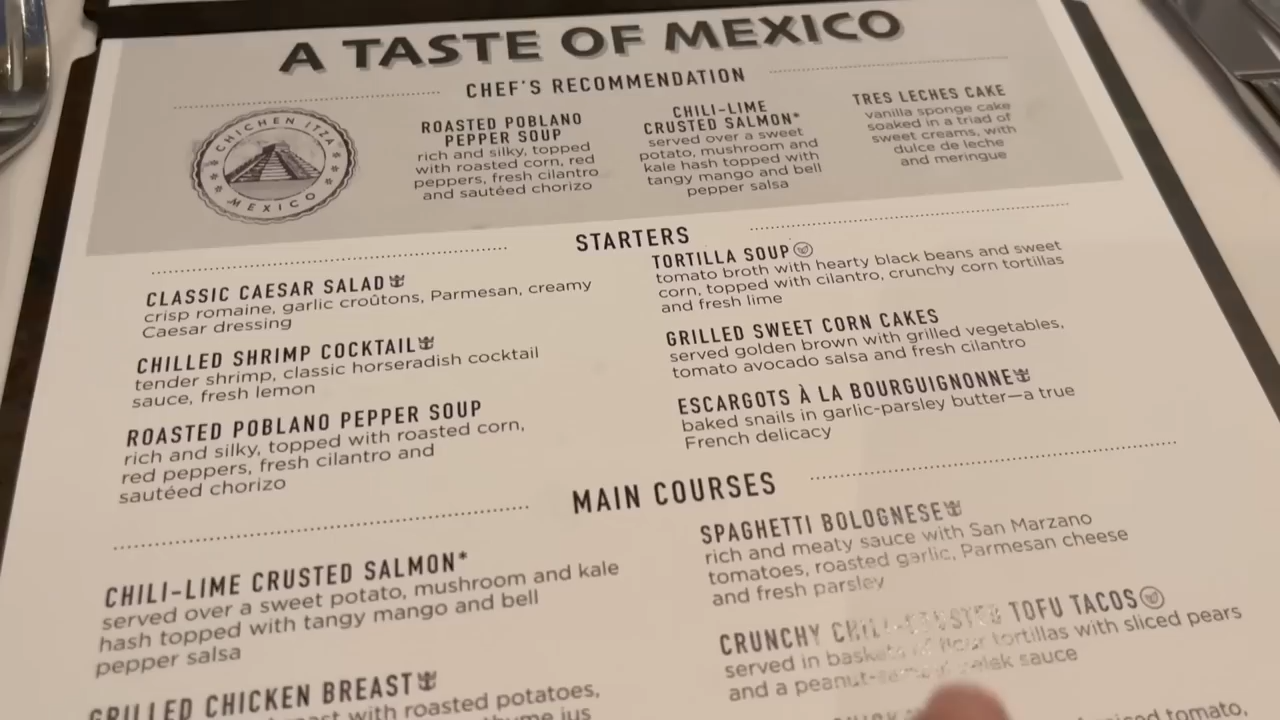 A TASTE OF MEXICO
CHEF'S RECOMMENDATION
CHICHEN ITZA
MEXICO
ROASTED POBLANO
PEPPER SOUP
rich and silky, topped
with roasted corn, red
peppers, fresh cilantro
and sautéed chorizo
CHILI-LIME
CRUSTED SALMON*
served over a sweet
potato, mushroom and
kale hash topped with
tangy mango and bell
pepper salsa
TRES LECHES CAKE
vanilla sponge cake
soaked in a triad of
sweet creams, with
dulce de leche
and meringue
STARTERS
CLASSIC CAESAR SALAD
crisp romaine, garlic croûtons, Parmesan, creamy
Caesar dressing
CHILLED SHRIMP COCKTAIL
tender shrimp, classic horseradish cocktail
sauce, fresh lemon
ROASTED POBLANO PEPPER SOUP
rich and silky, topped with roasted corn,
red peppers, fresh cilantro and
sautéed chorizo
TORTILLA SOUP
tomato broth with hearty black beans and sweet
corn, topped with cilantro, crunchy corn tortillas
and fresh lime
GRILLED SWEET CORN CAKES
served golden brown with grilled vegetables,
tomato avocado salsa and fresh cilantro
ESCARGOTS À LA BOURGUIGNONNE
baked snails in garlic-parsley butter—a true
French delicacy
MAIN COURSES
CHILI-LIME CRUSTED SALMON*
served over a sweet potato, mushroom and kale
hash topped with tangy mango and bell
pepper salsa
GRILLED CHICKEN BREAST
with roasted potatoes,
jus
SPAGHETTI BOLOGNESE
rich and meaty sauce with San Marzano
tomatoes, roasted garlic, Parmesan cheese
and fresh parsley
CRUNCHY TOFU TACOS
served in baskets of flour tortillas with sliced pears
and a sauce
tomato,